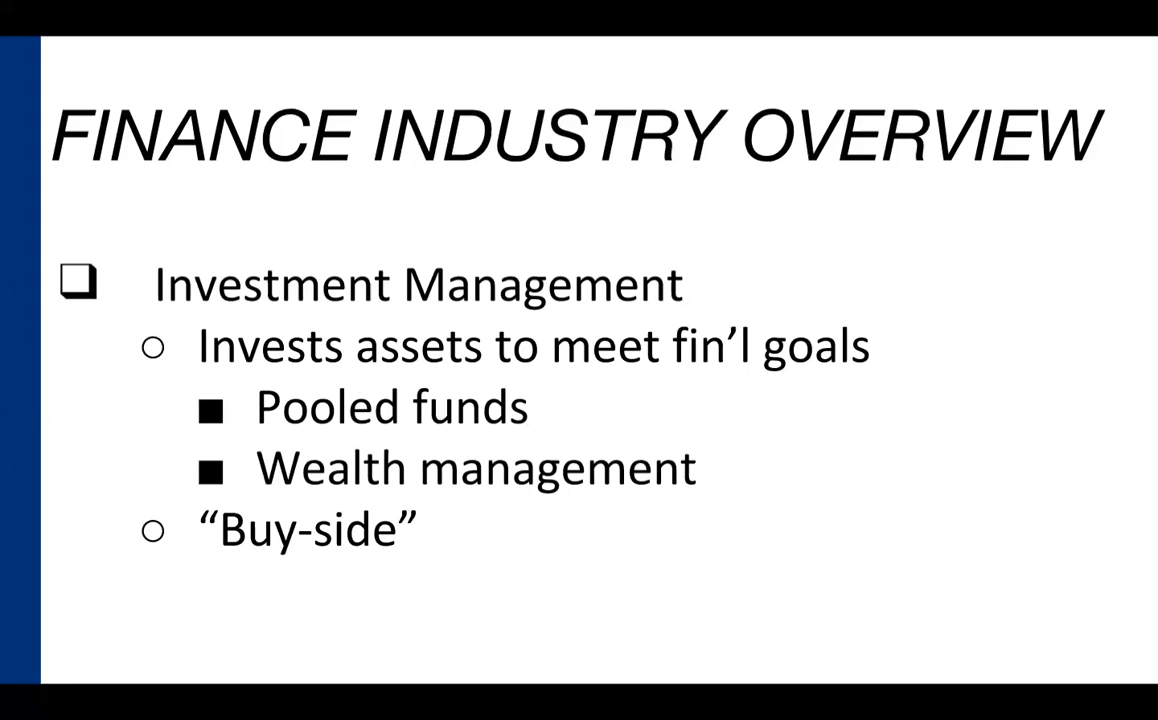 FINANCE INDUSTRY OVERVIEW
Investment Management
Invests assets to meet fin’l goals
Pooled funds
Wealth management
“Buy-side”